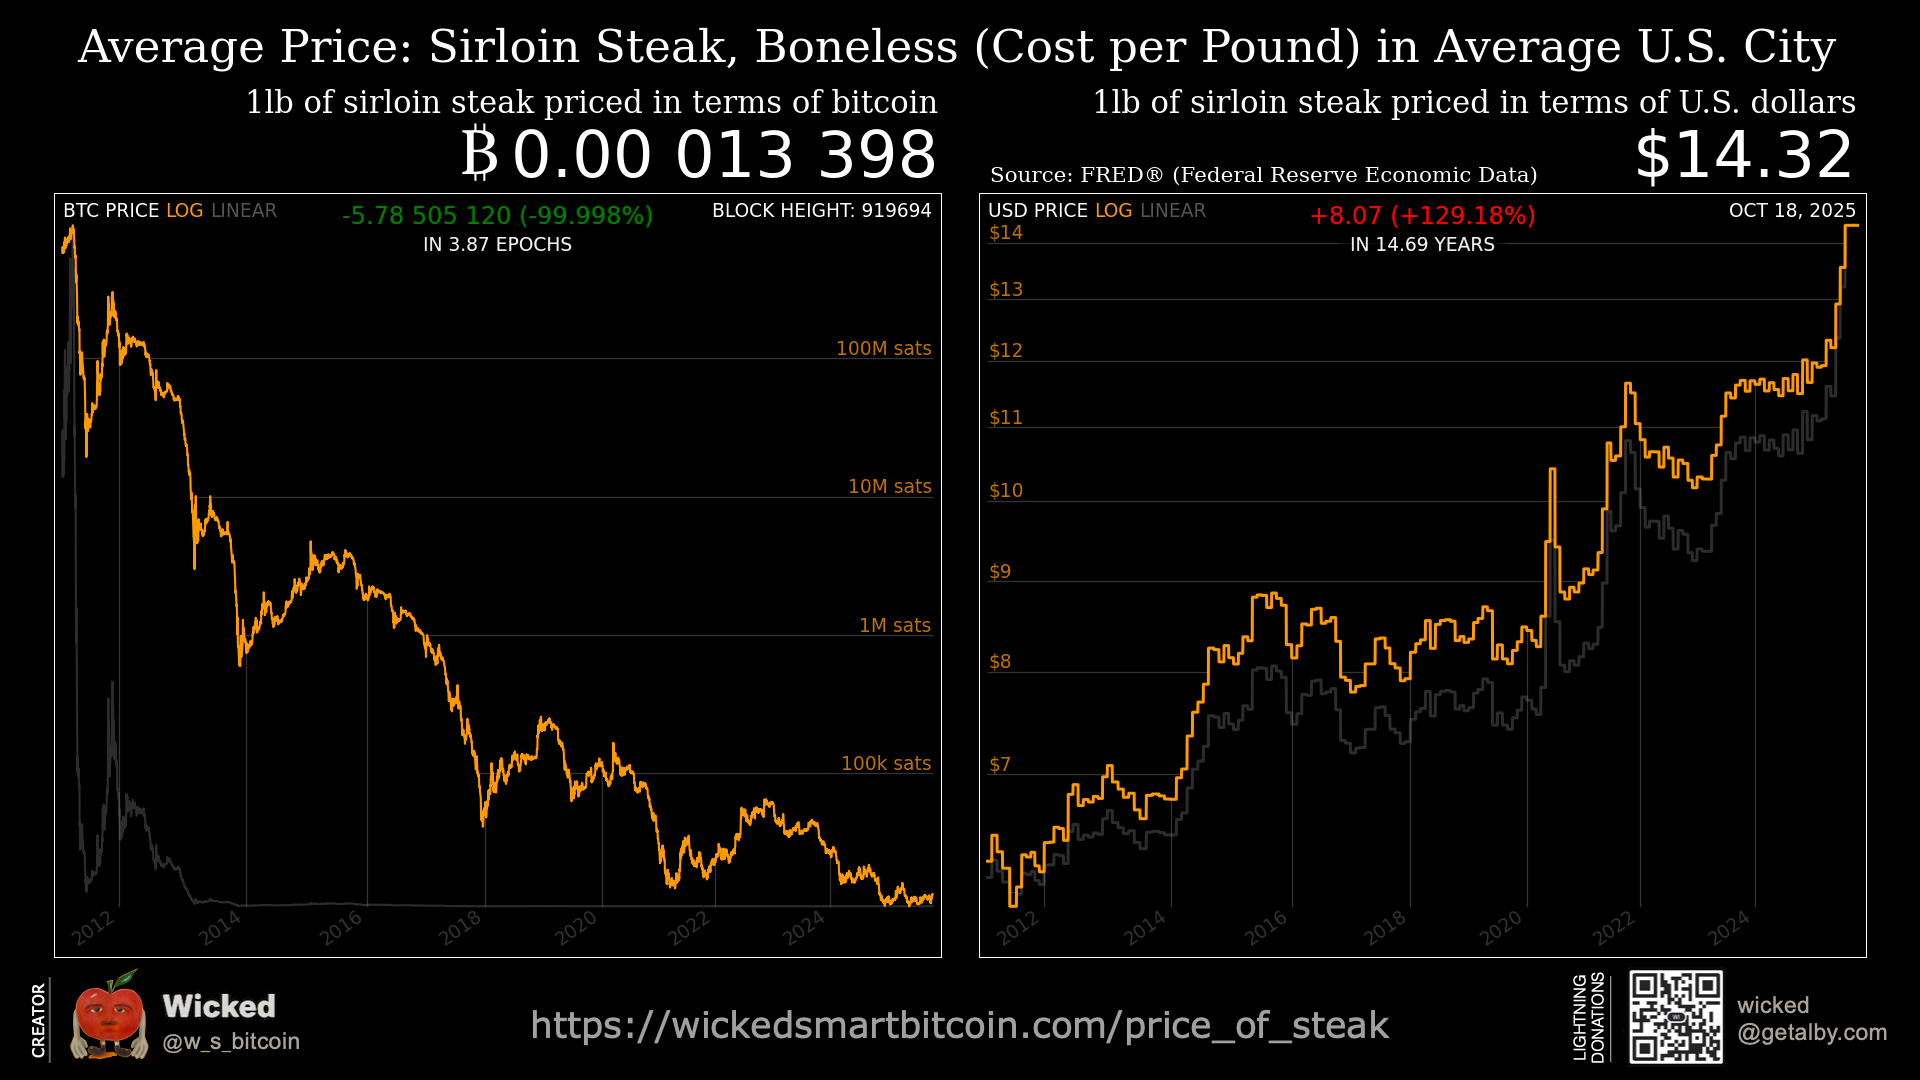 Average Price: Sirloin Steak, Boneless (Cost per Pound) in Average U.S. City
1lb of sirloin steak priced in terms of bitcoin
₿ 0.00 013 398
BTC PRICE LOG LINEAR
-5.78 505 120 (-99.998%)
IN 3.87 EPOCHS
BLOCK HEIGHT: 919694
100M sats
10M sats
1M sats
100k sats
2012
2014
2016
2018
2020
2022
2024
1lb of sirloin steak priced in terms of U.S. dollars
Source: FRED® (Federal Reserve Economic Data)
$14.32
USD PRICE LOG LINEAR
+8.07 (+129.18%)
IN 14.69 YEARS
OCT 18, 2025
$14
$13
$12
$11
$10
$9
$8
$7
2012
2014
2016
2018
2020
2022
2024
CREATOR
Wicked
@w_s_bitcoin
https://wickedsmartbitcoin.com/price_of_steak
LIGHTNING
DONATIONS
wicked
@getalby.com